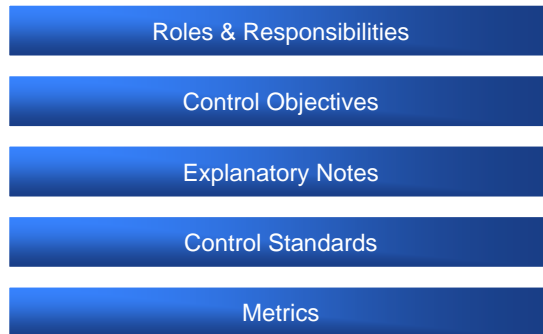 Roles & Responsibilities
Control Objectives
Explanatory Notes
Control Standards
Metrics